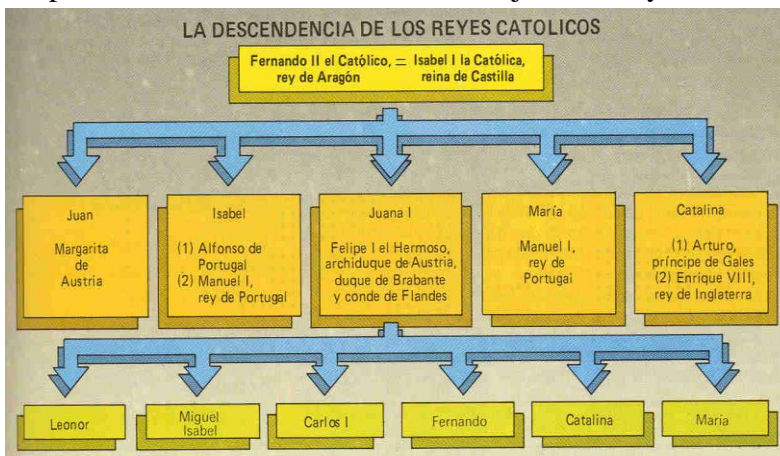 LA DESCENDENCIA DE LOS REYES CATOLICOS
Fernando II el Católico, = Isabel I la Católica,
rey de Aragón reina de Castilla
Juan
Margarita
de
Austria
Isabel
(1) Alfonso de
Portugal
(2) Manuel I,
rey de Portugal
Juana I
Felipe I el Hermoso,
archiduque de Austria,
duque de Brabante
y conde de Flandes
María
Manuel I,
rey de
Portugal
Catalina
(1) Arturo,
príncipe de Gales
(2) Enrique VIII,
rey de Inglaterra
Leonor
Miguel
Isabel
Carlos I
Fernando
Catalina
María